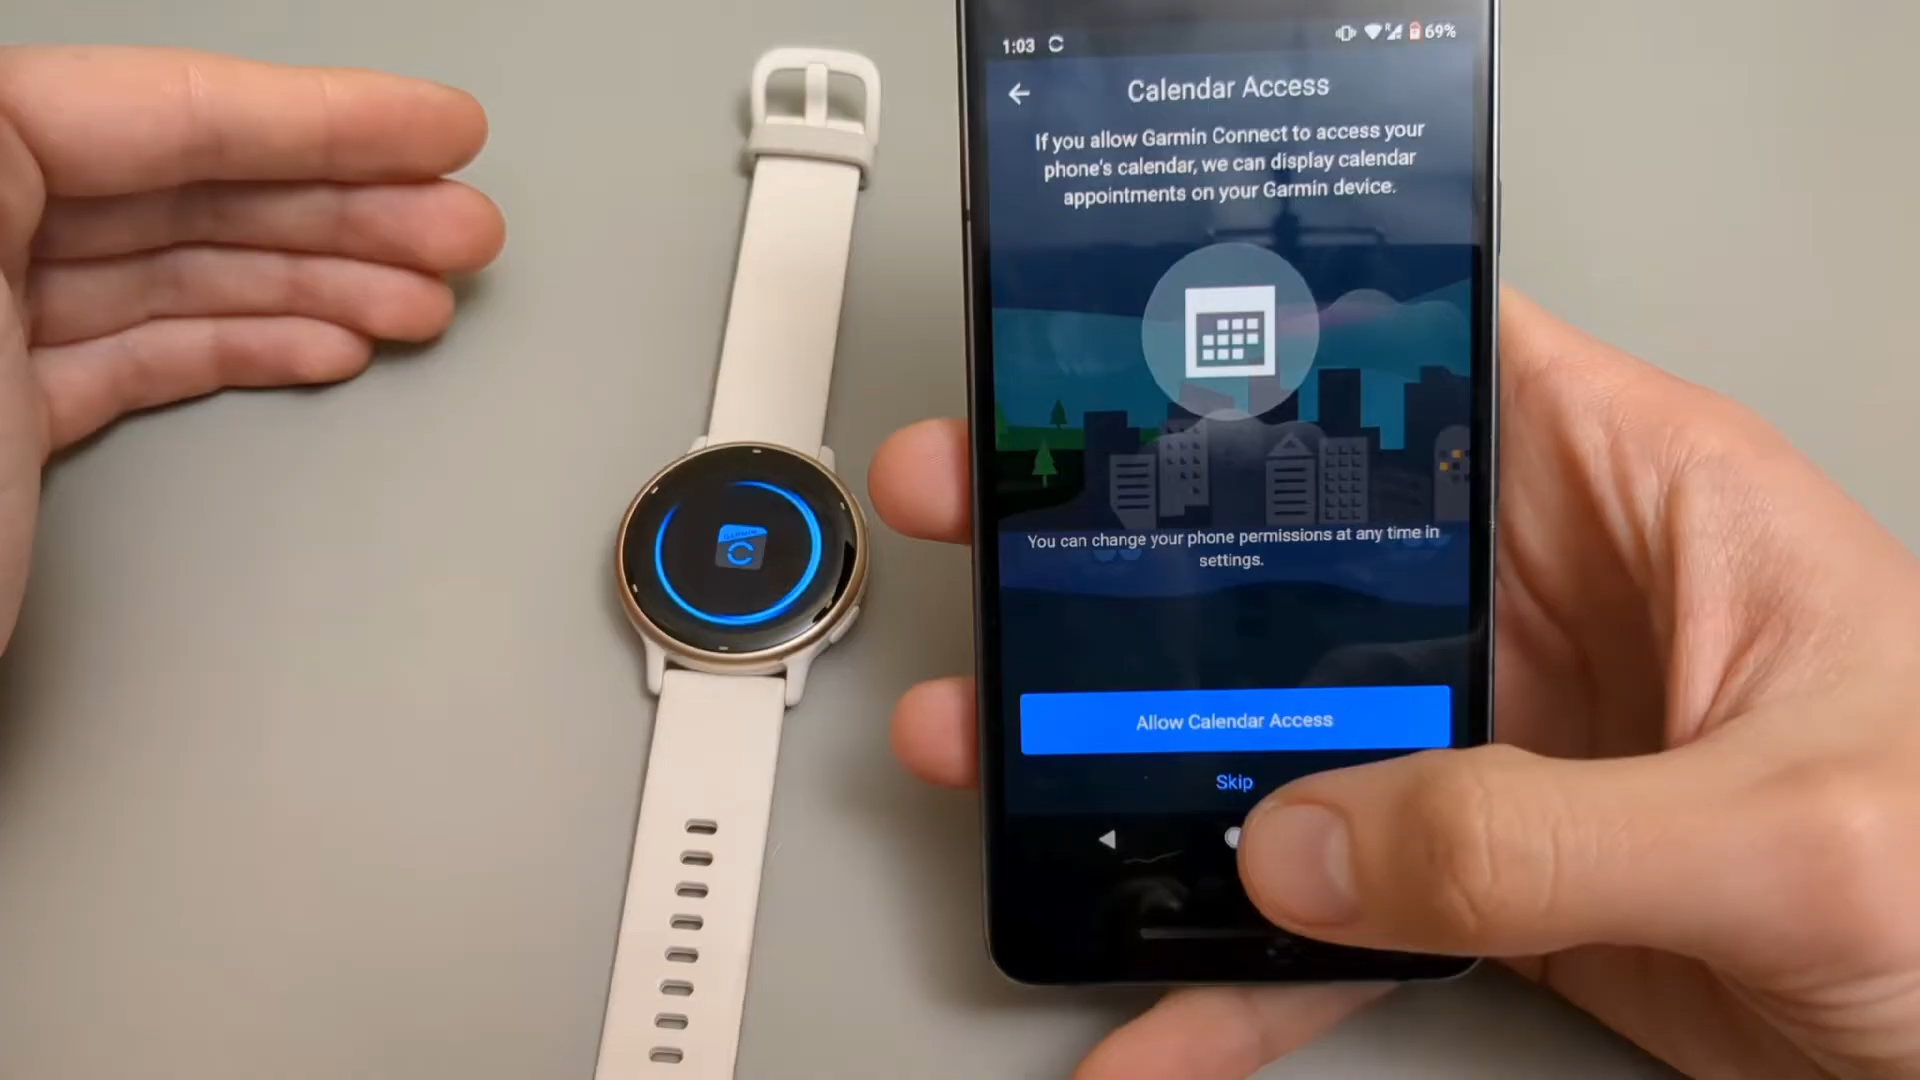 1:03
69%
Calendar Access
If you allow Garmin Connect to access your
phone's calendar, we can display calendar
appointments on your Garmin device.
You can change your phone permissions at any time in
settings.
Allow Calendar Access
Skip
GARMIN